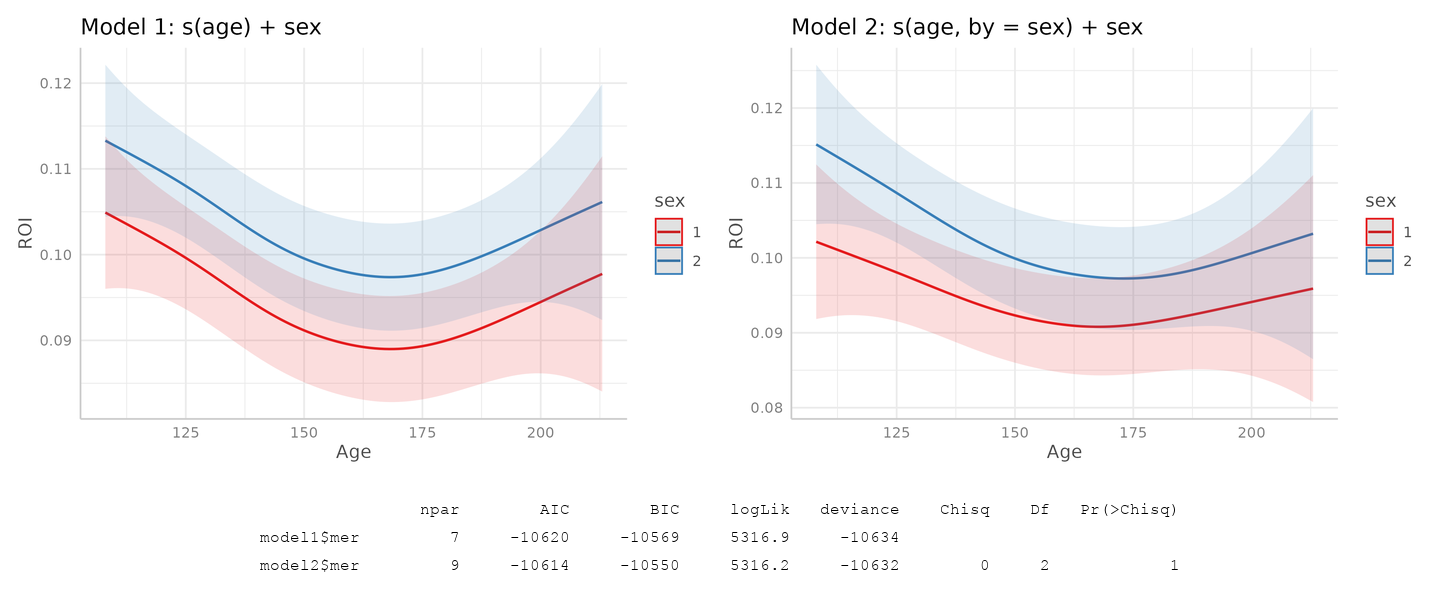 Model 1: s(age) + sex
0.12
0.11
0.10
0.09
ROI
125 150 175 200
Age
sex
1
2
Model 2: s(age, by = sex) + sex
0.12
0.11
0.10
0.09
0.08
ROI
125 150 175 200
Age
sex
1
2
npar AIC BIC logLik deviance Chisq Df Pr(>Chisq)
model1$mer 7 -10620 -10569 5316.9 -10634
model2$mer 9 -10614 -10550 5316.2 -10632 0 2 1